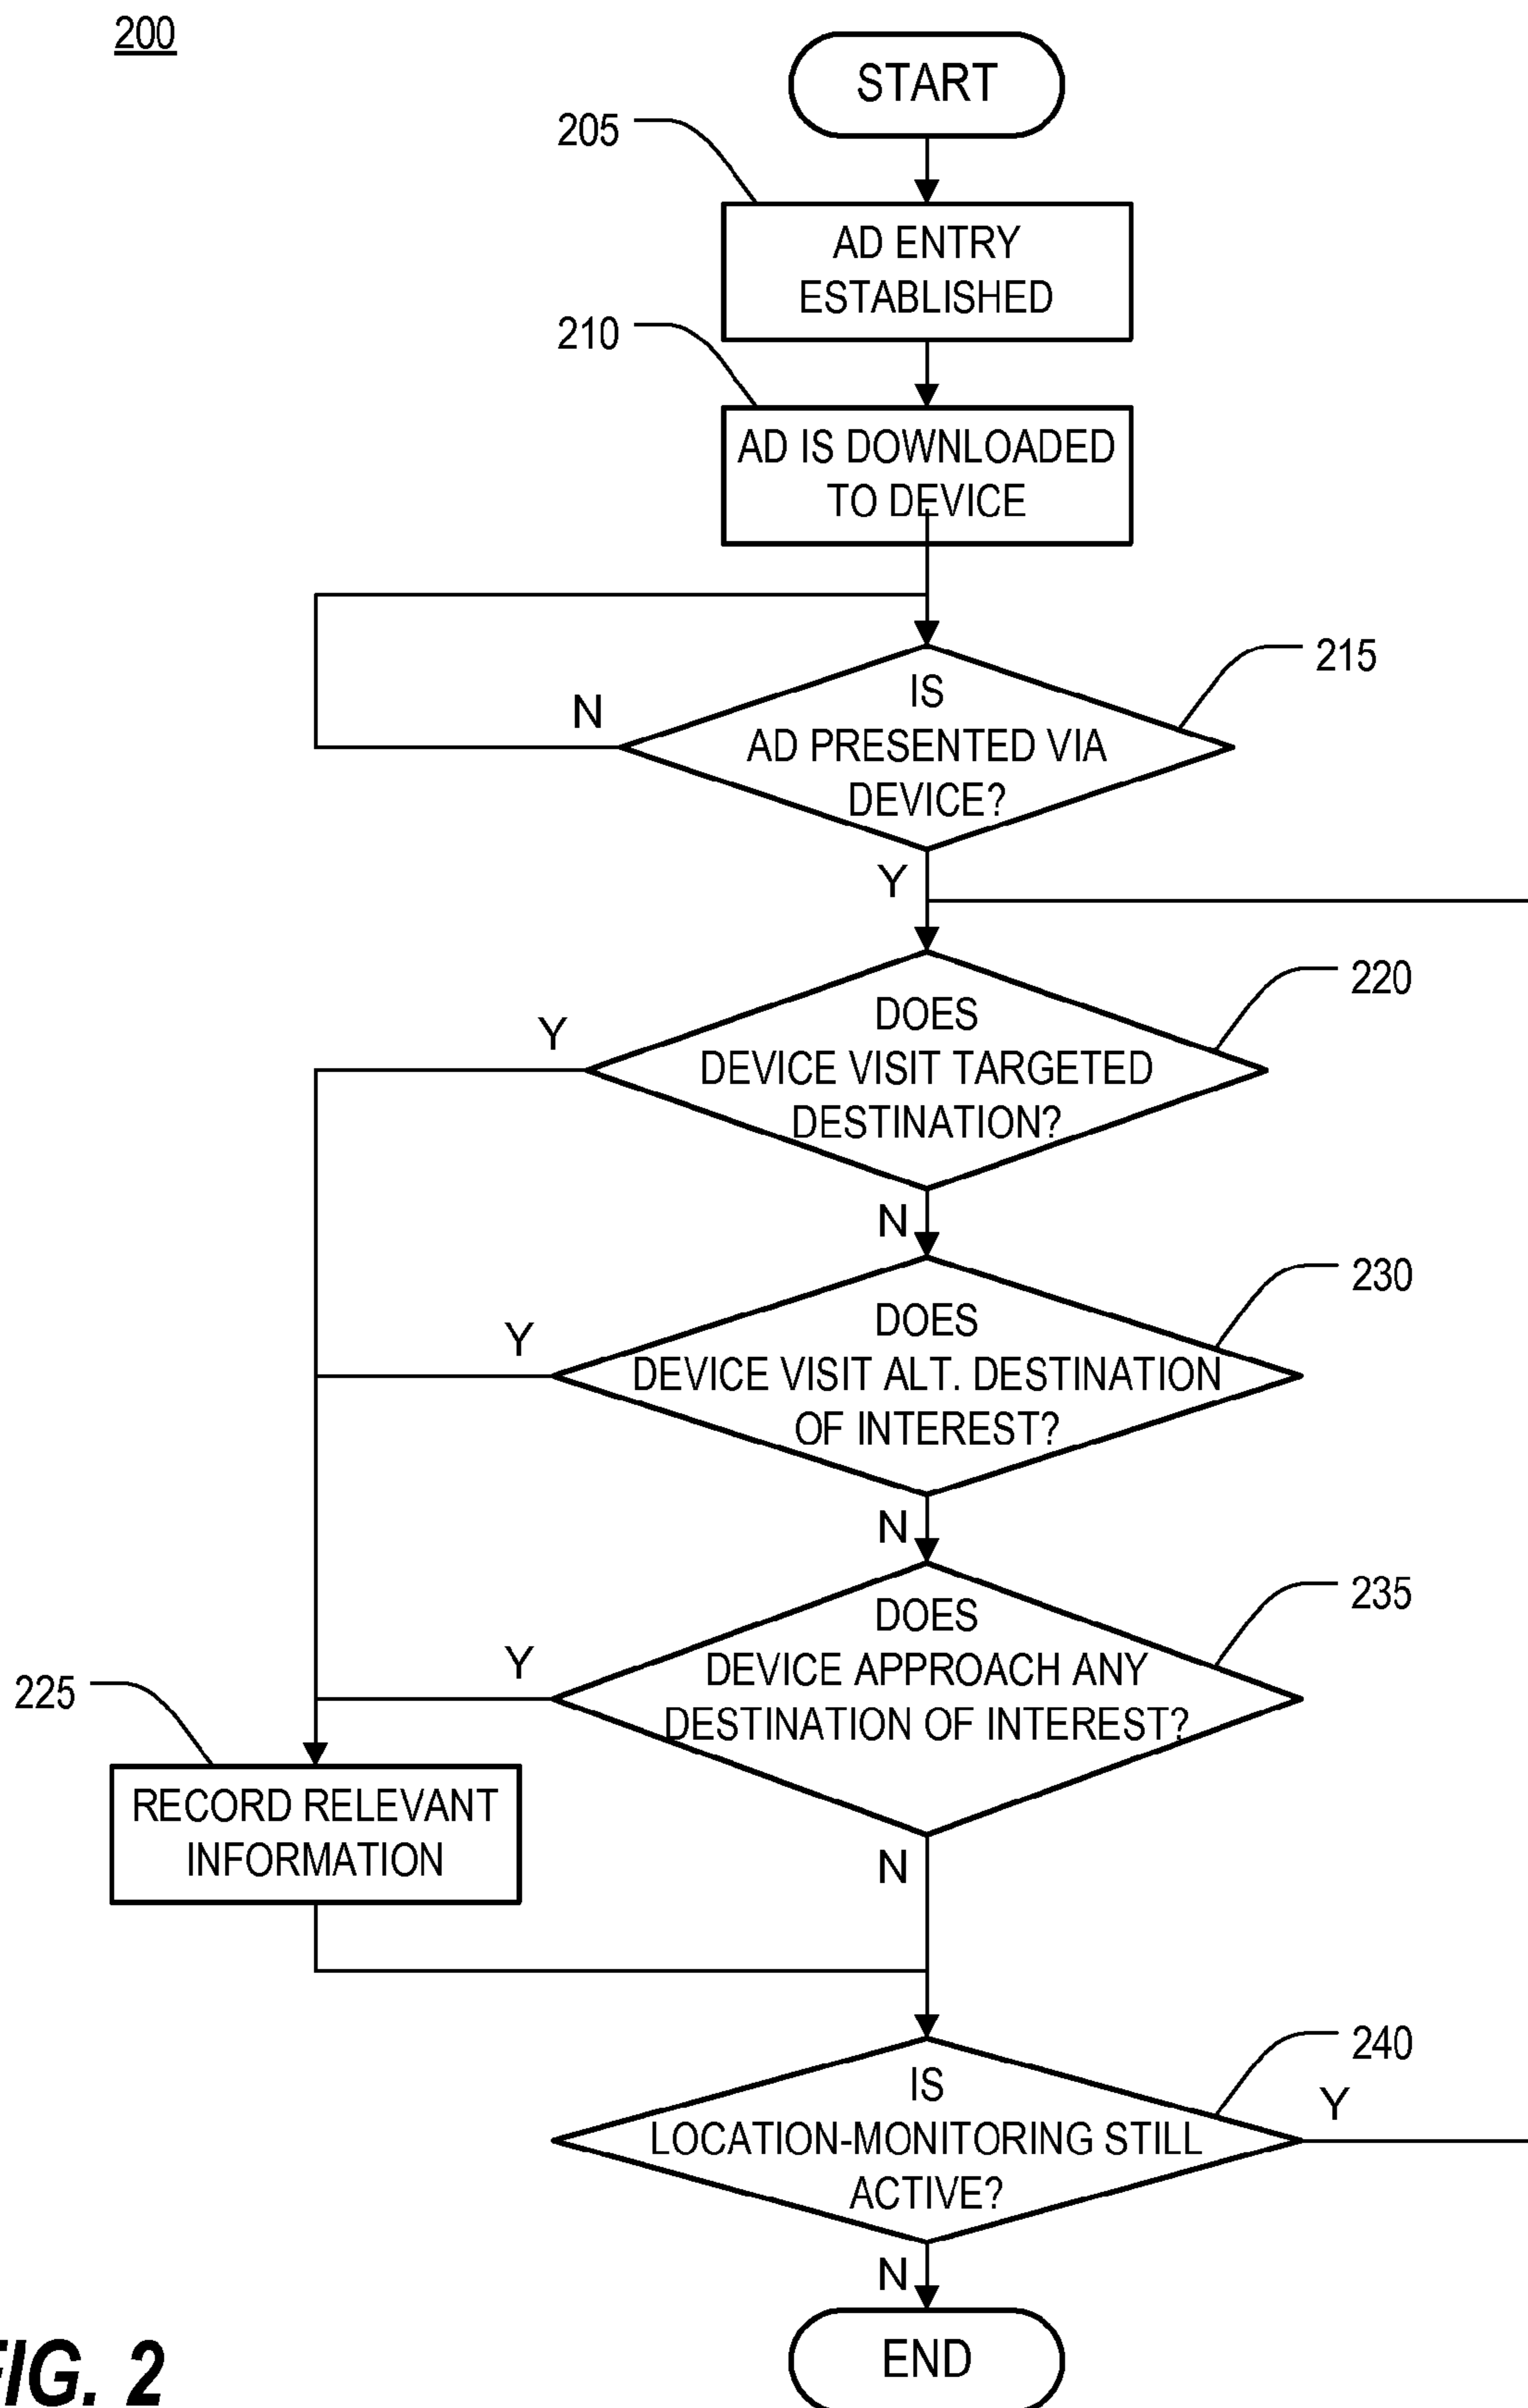 200
START
205
AD ENTRY
ESTABLISHED
210
AD IS DOWNLOADED
TO DEVICE
215
IS
AD PRESENTED VIA
DEVICE?
N
Y
220
DOES
DEVICE VISIT TARGETED
DESTINATION?
Y
N
230
DOES
DEVICE VISIT ALT. DESTINATION
OF INTEREST?
Y
N
235
DOES
DEVICE APPROACH ANY
DESTINATION OF INTEREST?
Y
225
RECORD RELEVANT
INFORMATION
N
240
IS
LOCATION-MONITORING STILL
ACTIVE?
Y
N
END
FIG. 2